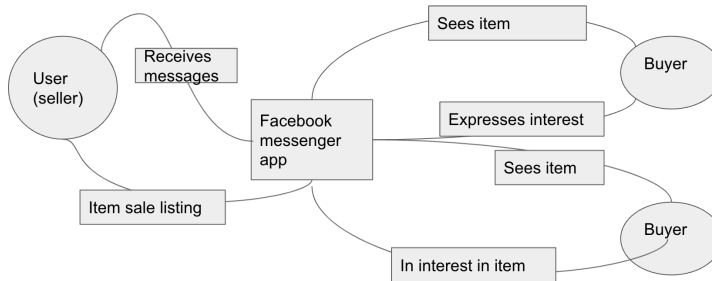 Sees item
User
(seller)
Receives
messages
Buyer
Facebook
messenger
app
Expresses interest
Sees item
Item sale listing
Buyer
In interest in item